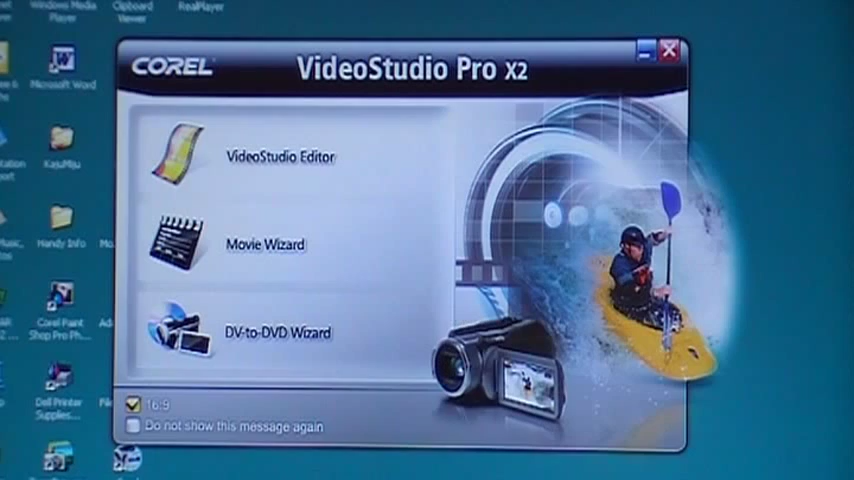 Windows Media
Player
Clipboard
Viewer
RealPlayer
COREL
VideoStudio Pro X2
Microsoft Word
VideoStudio Editor
KajuMiju
Movie Wizard
Handy Info
DV-to-DVD Wizard
Corel Paint
Shop Pro Ph...
Dell Printer
Supplies...
16:9
Do not show this message again